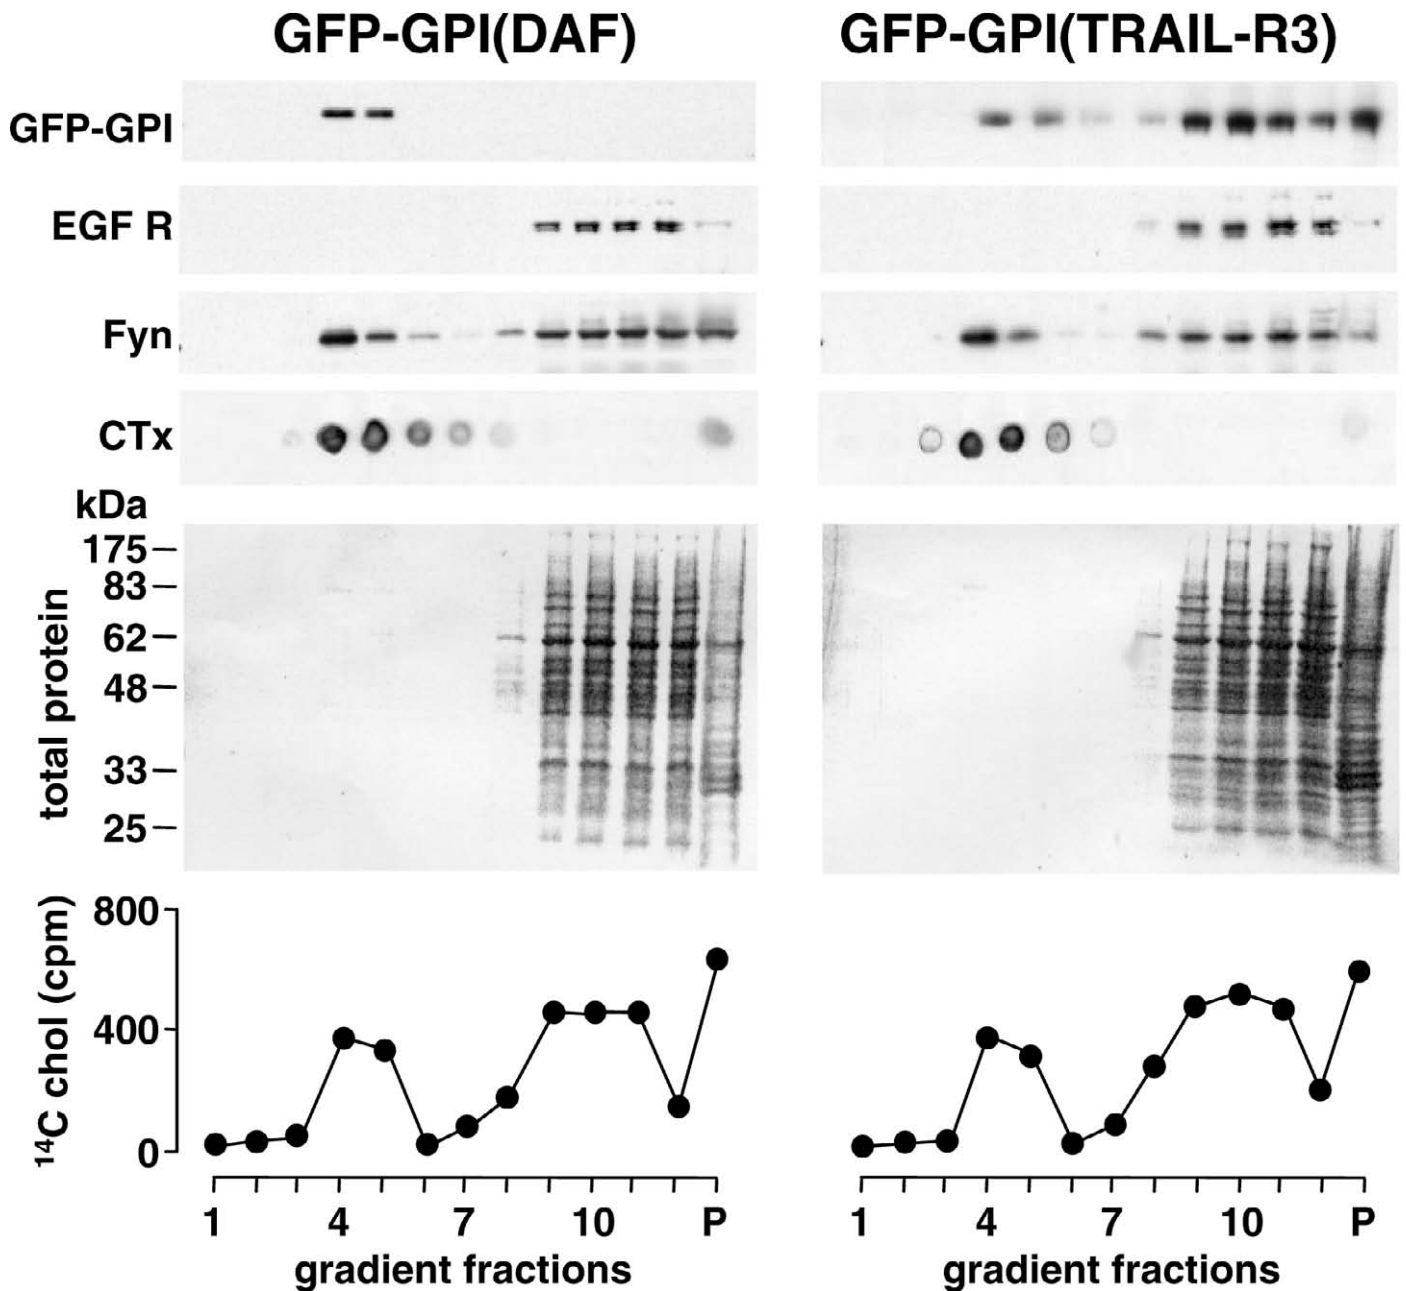 GFP-GPI(DAF) GFP-GPI(TRAIL-R3)
GFP-GPI
EGF R
Fyn
CTx
kDa
175
83
62
48
33
25
total protein
800
400
0
14C chol (cpm)
1 4 7 10 P 1 4 7 10 P
gradient fractions gradient fractions